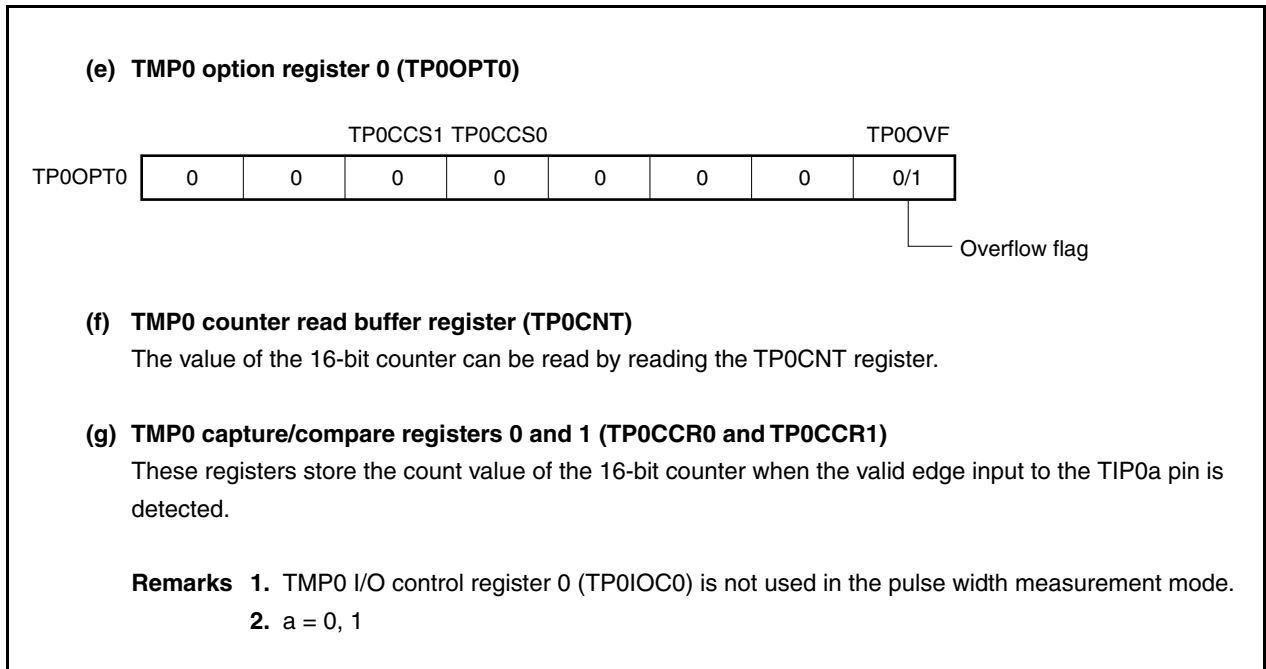 (e) TMP0 option register 0 (TP0OPT0)
TP0CCS1 TP0CCS0 TP0OVF
TP0OPT0 0 0 0 0 0 0 0 0/1
Overflow flag
(f) TMP0 counter read buffer register (TP0CNT)
The value of the 16-bit counter can be read by reading the TP0CNT register.
(g) TMP0 capture/compare registers 0 and 1 (TP0CCR0 and TP0CCR1)
These registers store the count value of the 16-bit counter when the valid edge input to the TIP0a pin is
detected.
Remarks 1. TMP0 I/O control register 0 (TP0IOC0) is not used in the pulse width measurement mode.
2. a = 0, 1